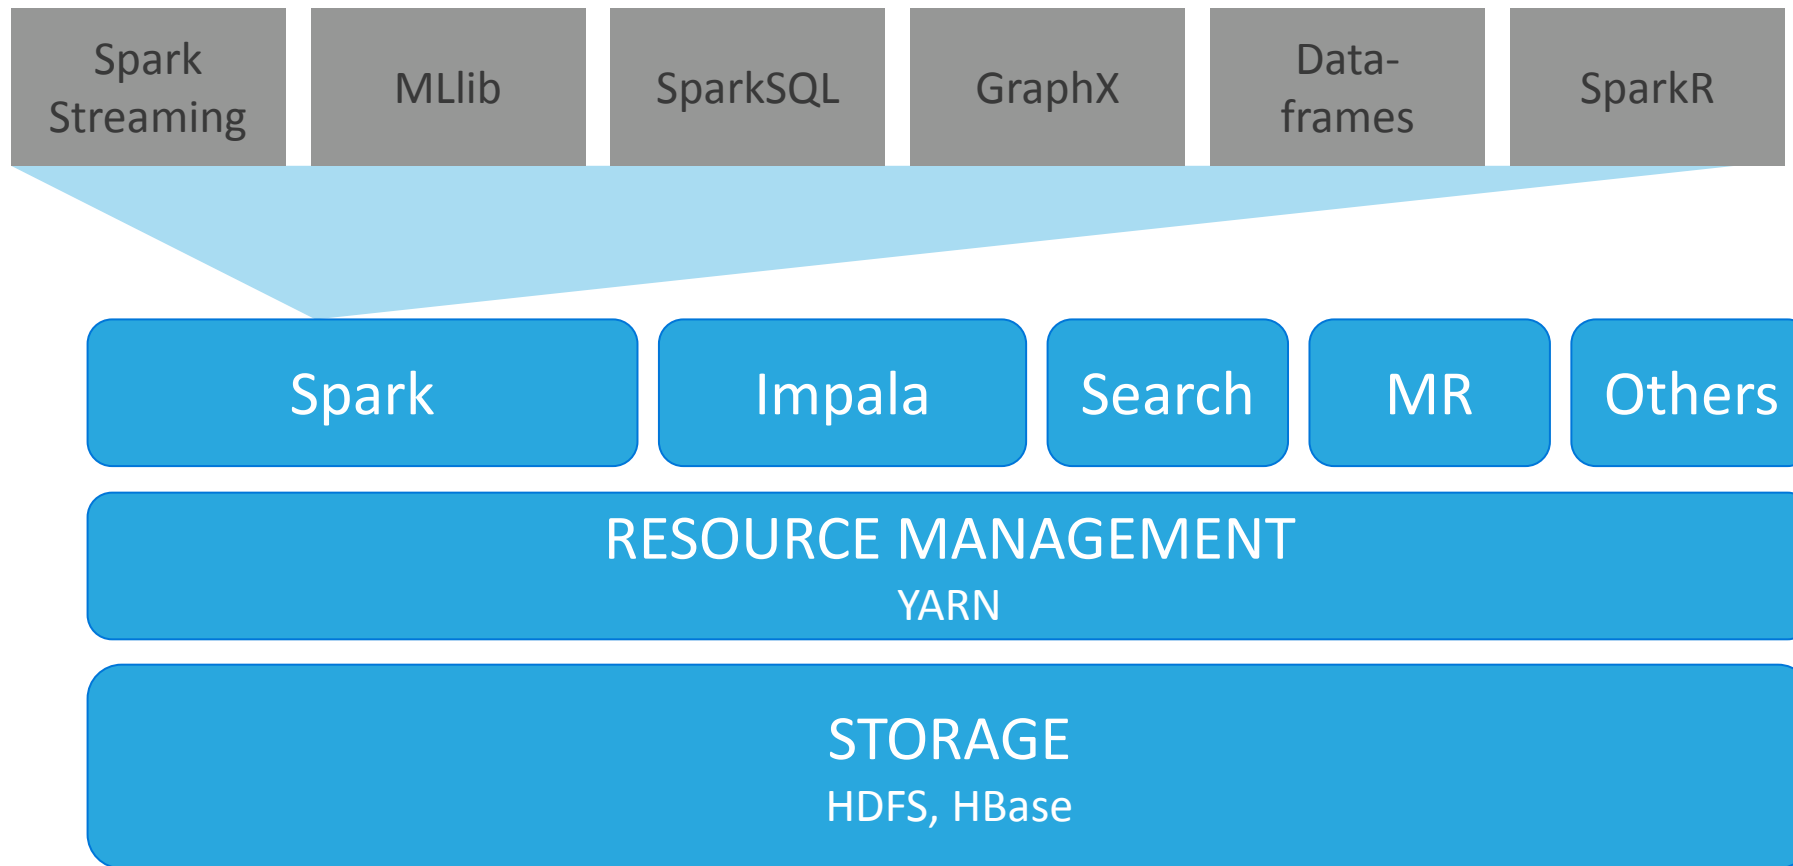 Spark
Streaming
MLlib
SparkSQL
GraphX
Data-
frames
SparkR
Spark
Impala
Search
MR
Others
RESOURCE MANAGEMENT
YARN
STORAGE
HDFS, HBase